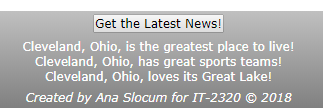 Get the Latest News!
Cleveland, Ohio, is the greatest place to live!
Cleveland, Ohio, has great sports teams!
Cleveland, Ohio, loves its Great Lake!
Created by Ana Slocum for IT-2320 © 2018